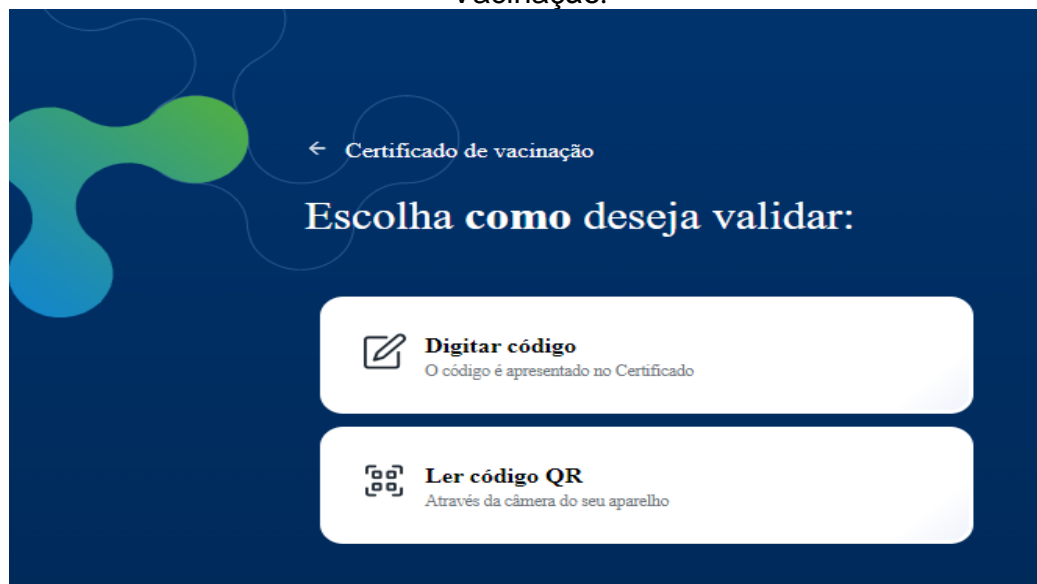 Vacinação.
Certificado de vacinação
Escolha como deseja validar:
Digitar código
O código é apresentado no Certificado
Ler código QR
Através da câmera do seu aparelho